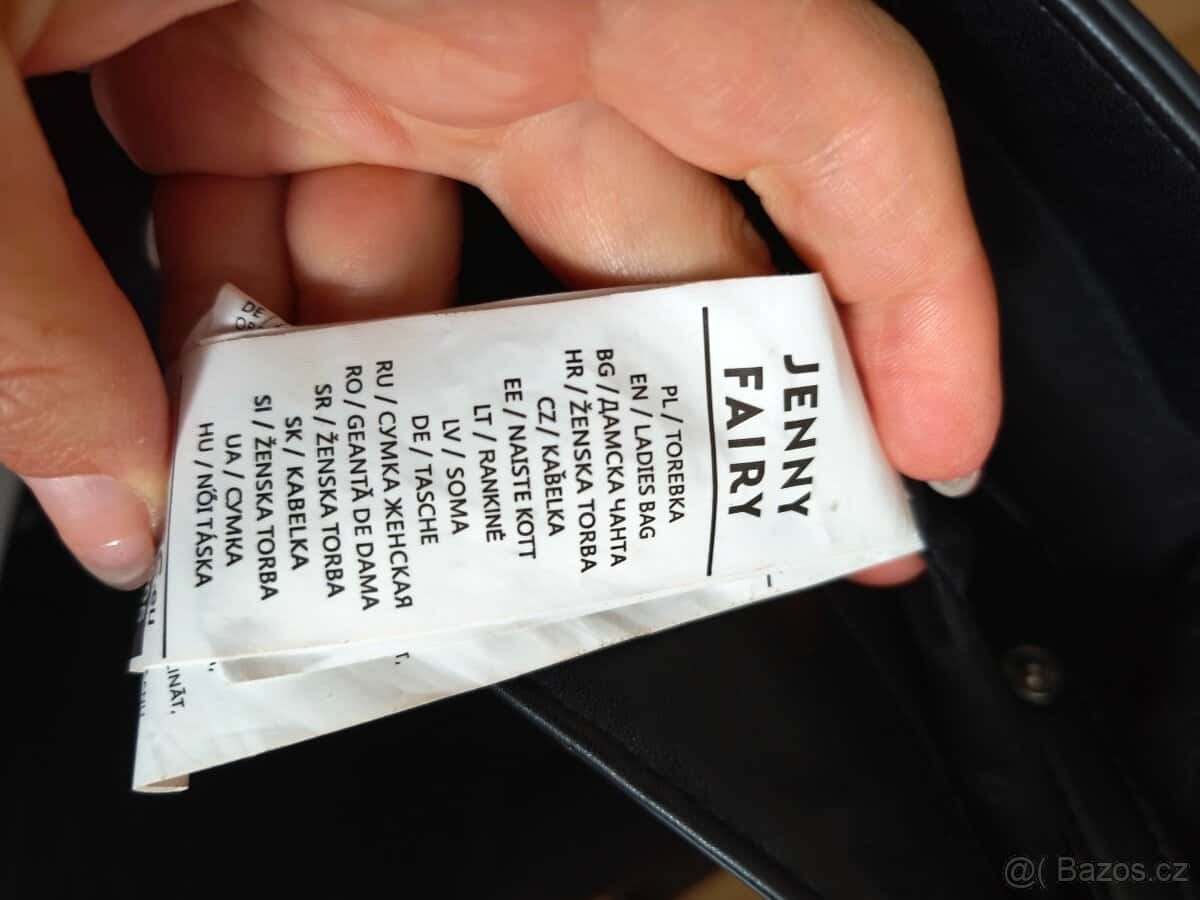 JENNY
FAIRY
PL / TOREBKA
EN / LADIES BAG
BG / ДАМСКА ЧАНТА
HR / ŽENSKA TORBA
CZ / KAŘELKA
EE / NAISTE KOTT
LT / RANKINĖ
LV / SOMA
DE / TASCHE
RU / СУМКА ЖЕНСКАЯ
RO / GEANTĂ DE DAMA
SR / ŽENSKA TORBA
SK / KABELKA
SI / ŽENSKA TORBA
UA / СУМКА
HU / NŐI TÁSKA
DE /
@( Bazos.cz